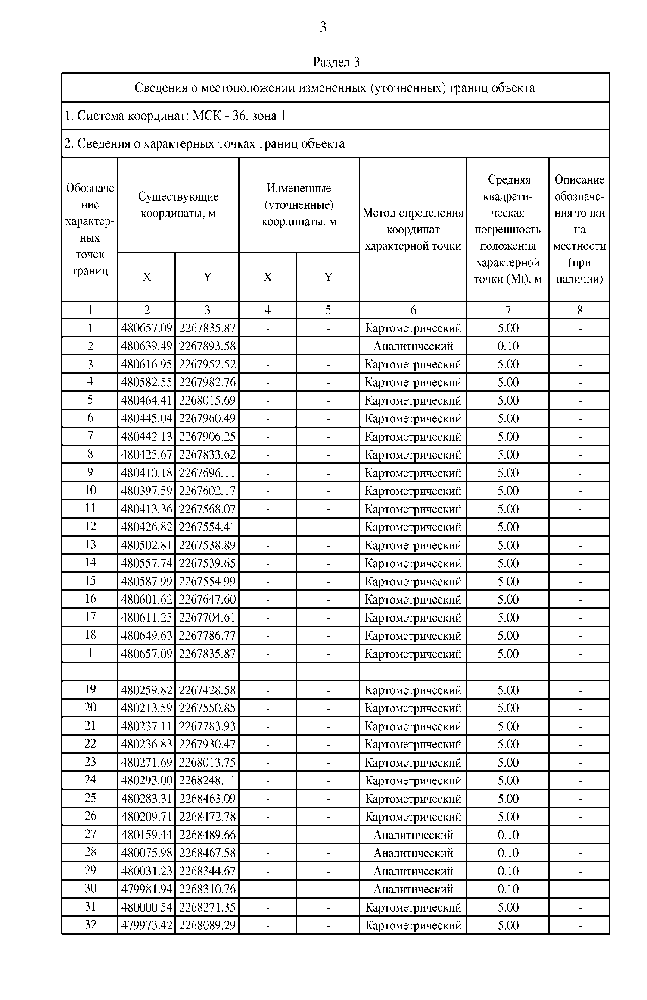 3
Раздел 3
Сведения о местоположении измененных (уточненных) границ объекта
1. Система координат: МСК - 36, зона 1
2. Сведения о характерных точках границ объекта
Обозначе
ние
характер-
ных
точек
границ
Существующие
координаты, м
Измененные
(уточненные)
координаты, м
Метод определения
координат
характерной точки
Средняя
квадрати-
ческая
погрешность
положения
характерной
точки (Mt), м
Описание
обозначе-
ния точки
на
местности
(при
наличии)
X Y X Y
1 2 3 4 5 6 7 8
1 480657.09 2267835.87 - - Картометрический 5.00 -
2 480639.49 2267893.58 - - Аналитический 0.10 -
3 480616.95 2267952.52 - - Картометрический 5.00 -
4 480582.55 2267982.76 - - Картометрический 5.00 -
5 480464.41 2268015.69 - - Картометрический 5.00 -
6 480445.04 2267960.49 - - Картометрический 5.00 -
7 480442.13 2267906.25 - - Картометрический 5.00 -
8 480425.67 2267833.62 - - Картометрический 5.00 -
9 480410.18 2267696.11 - - Картометрический 5.00 -
10 480397.59 2267602.17 - - Картометрический 5.00 -
11 480413.36 2267568.07 - - Картометрический 5.00 -
12 480426.82 2267554.41 - - Картометрический 5.00 -
13 480502.81 2267538.89 - - Картометрический 5.00 -
14 480557.74 2267539.65 - - Картометрический 5.00 -
15 480587.99 2267554.99 - - Картометрический 5.00 -
16 480601.62 2267647.60 - - Картометрический 5.00 -
17 480611.25 2267704.61 - - Картометрический 5.00 -
18 480649.63 2267786.77 - - Картометрический 5.00 -
1 480657.09 2267835.87 - - Картометрический 5.00 -
19 480259.82 2267428.58 - - Картометрический 5.00 -
20 480213.59 2267550.85 - - Картометрический 5.00 -
21 480237.11 2267783.93 - - Картометрический 5.00 -
22 480236.83 2267930.47 - - Картометрический 5.00 -
23 480271.69 2268013.75 - - Картометрический 5.00 -
24 480293.00 2268248.11 - - Картометрический 5.00 -
25 480283.31 2268463.09 - - Картометрический 5.00 -
26 480209.71 2268472.78 - - Картометрический 5.00 -
27 480159.44 2268489.66 - - Аналитический 0.10 -
28 480075.98 2268467.58 - - Аналитический 0.10 -
29 480031.23 2268344.67 - - Аналитический 0.10 -
30 479981.94 2268310.76 - - Аналитический 0.10 -
31 480000.54 2268271.35 - - Картометрический 5.00 -
32 479973.42 2268089.29 - - Картометрический 5.00 -